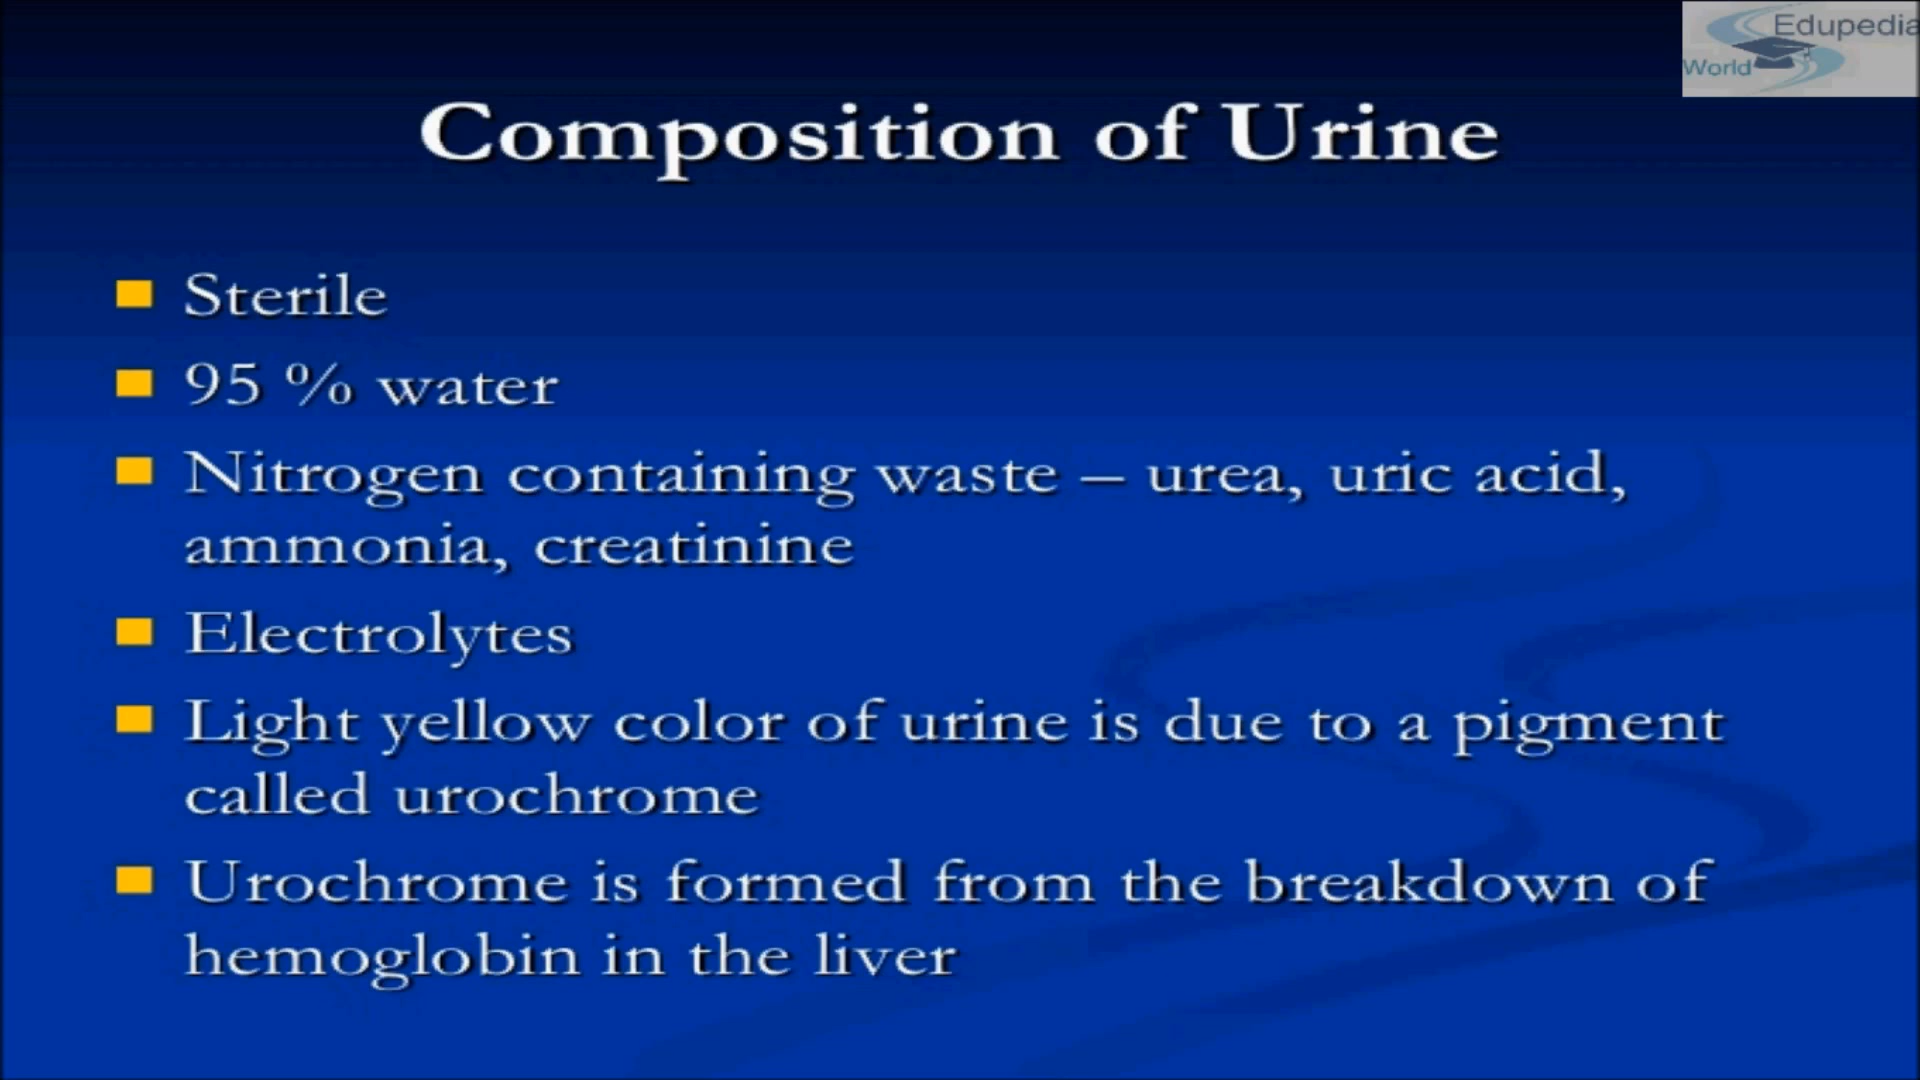 Edupedia
World
Composition of Urine
Sterile
95 % water
Nitrogen containing waste – urea, uric acid,
ammonia, creatinine
Electrolytes
Light yellow color of urine is due to a pigment
called urochrome
Urochrome is formed from the breakdown of
hemoglobin in the liver